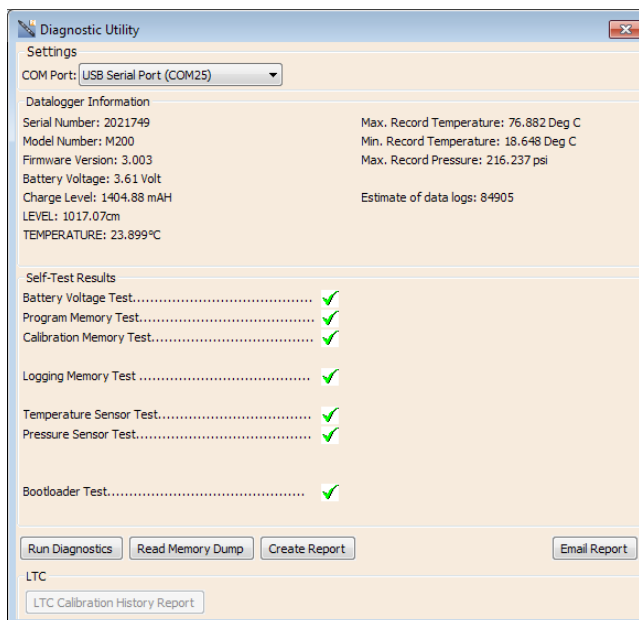 Diagnostic Utility
Settings
COM Port: USB Serial Port (COM25)
Datalogger Information
Serial Number: 2021749
Model Number: M200
Firmware Version: 3.003
Battery Voltage: 3.61 Volt
Charge Level: 1404.88 mAH
LEVEL: 1017.07cm
TEMPERATURE: 23.899°C
Max. Record Temperature: 76.882 Deg C
Min. Record Temperature: 18.648 Deg C
Max. Record Pressure: 216.237 psi
Estimate of data logs: 84905
Self-Test Results
Battery Voltage Test..........................................
Program Memory Test........................................
Calibration Memory Test.....................................
Logging Memory Test .......................................
Temperature Sensor Test...................................
Pressure Sensor Test........................................
Bootloader Test..............................................
Run Diagnostics
Read Memory Dump
Create Report
Email Report
LTC
LTC Calibration History Report